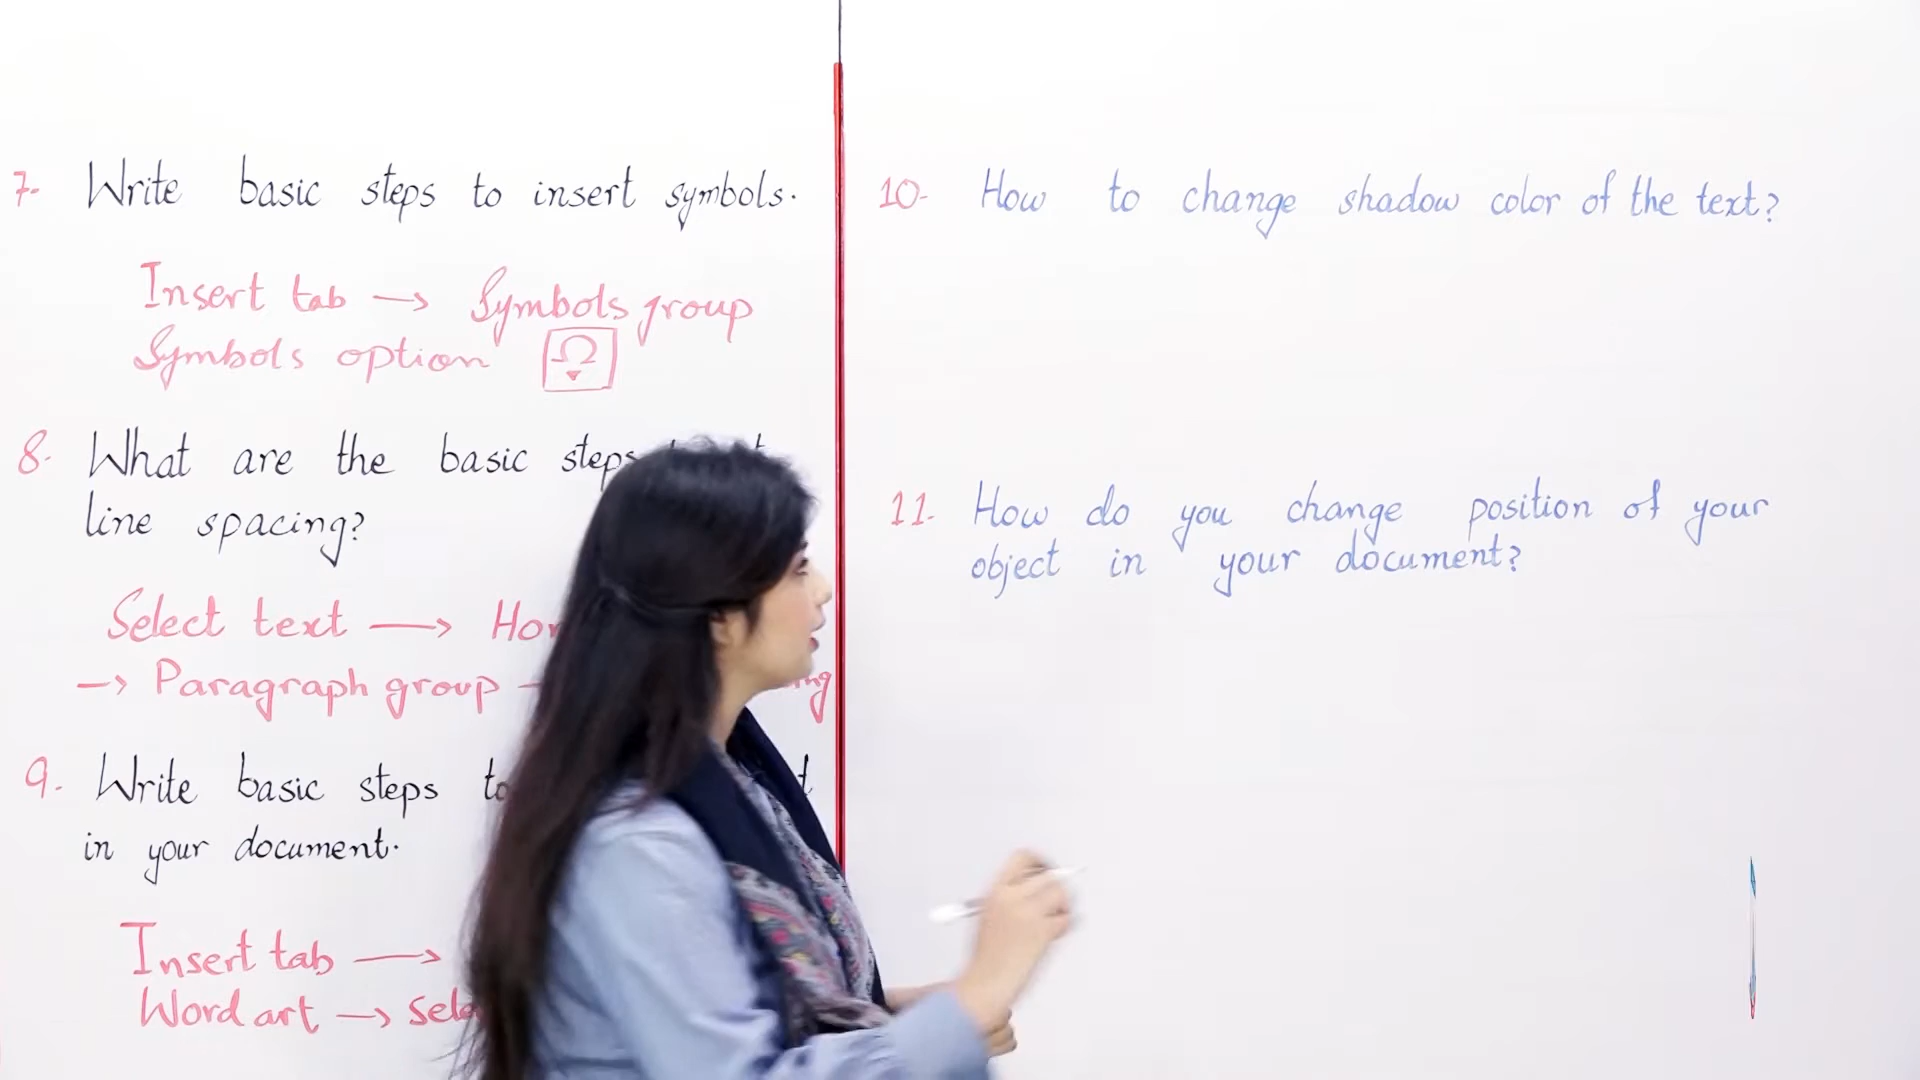 7- Write basic steps to insert symbols.
Insert tab → Symbols group
Symbols option Ω
8- What are the basic steps
line spacing?
Select text →
→ Paragraph group →
9- Write basic steps
in your document.
Insert tab →
Word art →
10- How to change shadow color of the text?
11- How do you change position of your
object in your document?